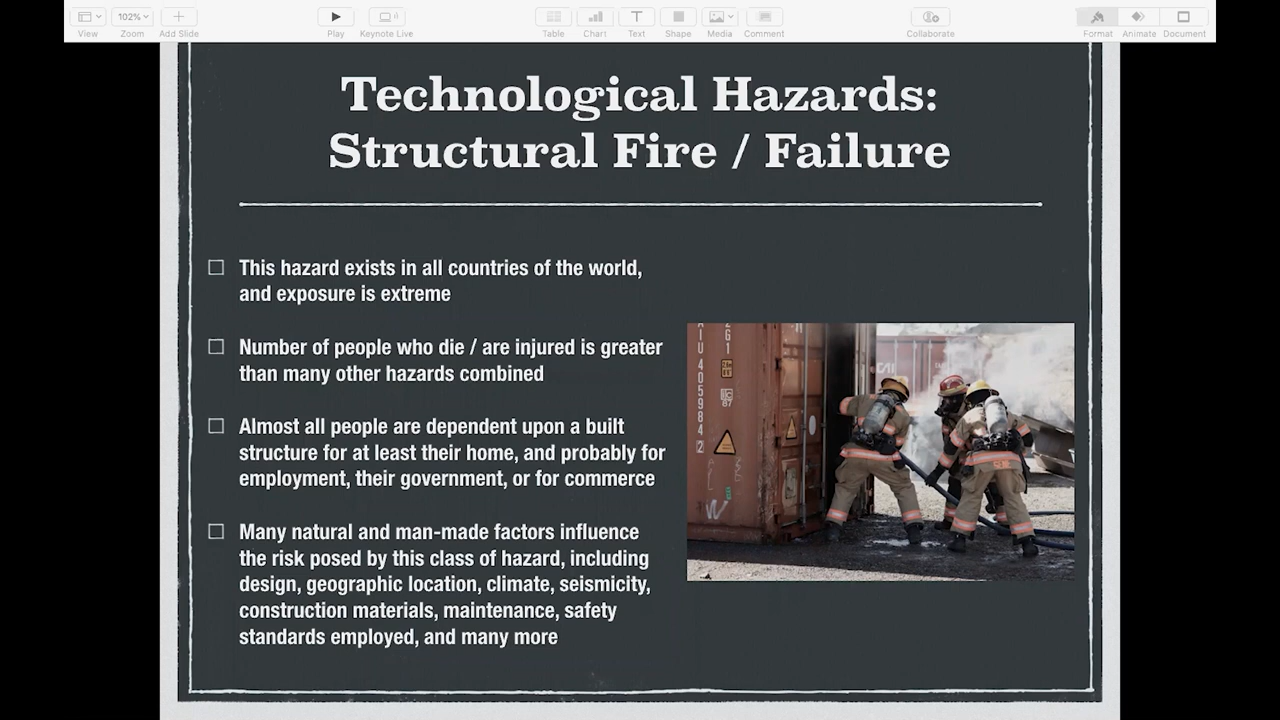 102%
View
Zoom
Add Slide
Play
Keynote Live
Table
Chart
Text
Shape
Media
Comment
Collaborate
Format
Animate
Document
Technological Hazards:
Structural Fire / Failure
This hazard exists in all countries of the world,
and exposure is extreme
Number of people who die / are injured is greater
than many other hazards combined
Almost all people are dependent upon a built
structure for at least their home, and probably for
employment, their government, or for commerce
Many natural and man-made factors influence
the risk posed by this class of hazard, including
design, geographic location, climate, seismicity,
construction materials, maintenance, safety
standards employed, and many more
AIU 405984 2
261
CAI